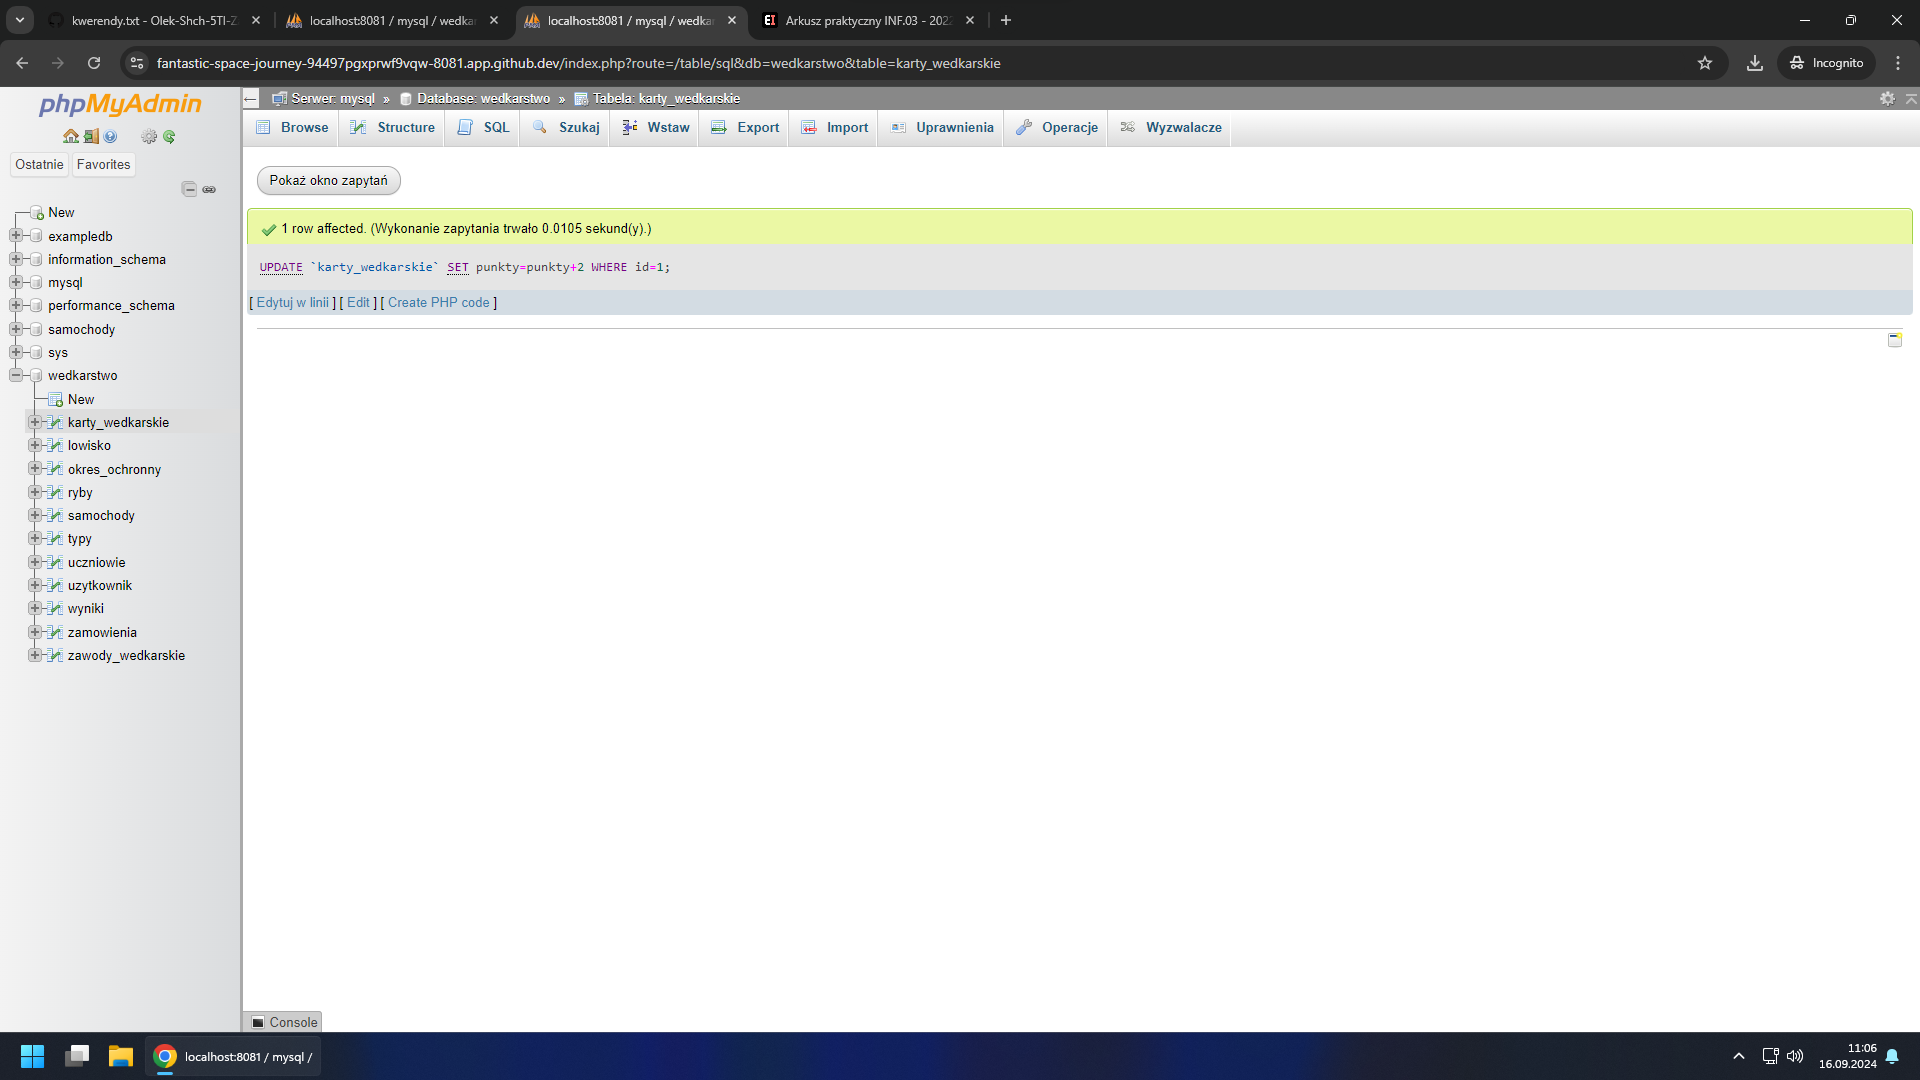 kwerendy.txt - Olek-Shch-5TI-Z
localhost:8081 / mysql / wedka
localhost:8081 / mysql / wedka
EI Arkusz praktyczny INF.03 - 2022
fantastic-space-journey-94497pgxprwf9vqw-8081.app.github.dev/index.php?route=/table/sql&db=wedkarstwo&table=karty_wedkarskie
Incognito
phpMyAdmin
Ostatnie Favorites
New
exampledb
information_schema
mysql
performance_schema
samochody
sys
wedkarstwo
New
karty_wedkarskie
lowisko
okres_ochronny
ryby
samochody
typy
uczniowie
uzytkownik
wyniki
zamowienia
zawody_wedkarskie
Serwer: mysql » Database: wedkarstwo » Tabela: karty_wedkarskie
Browse Structure SQL Szukaj Wstaw Export Import Uprawnienia Operacje Wyzwalacze
Pokaż okno zapytań
1 row affected. (Wykonanie zapytania trwało 0.0105 sekund(y).)
UPDATE `karty_wedkarskie` SET punkty=punkty+2 WHERE id=1;
[ Edytuj w linii ] [ Edit ] [ Create PHP code ]
Console
localhost:8081 / mysql /
11:06
16.09.2024